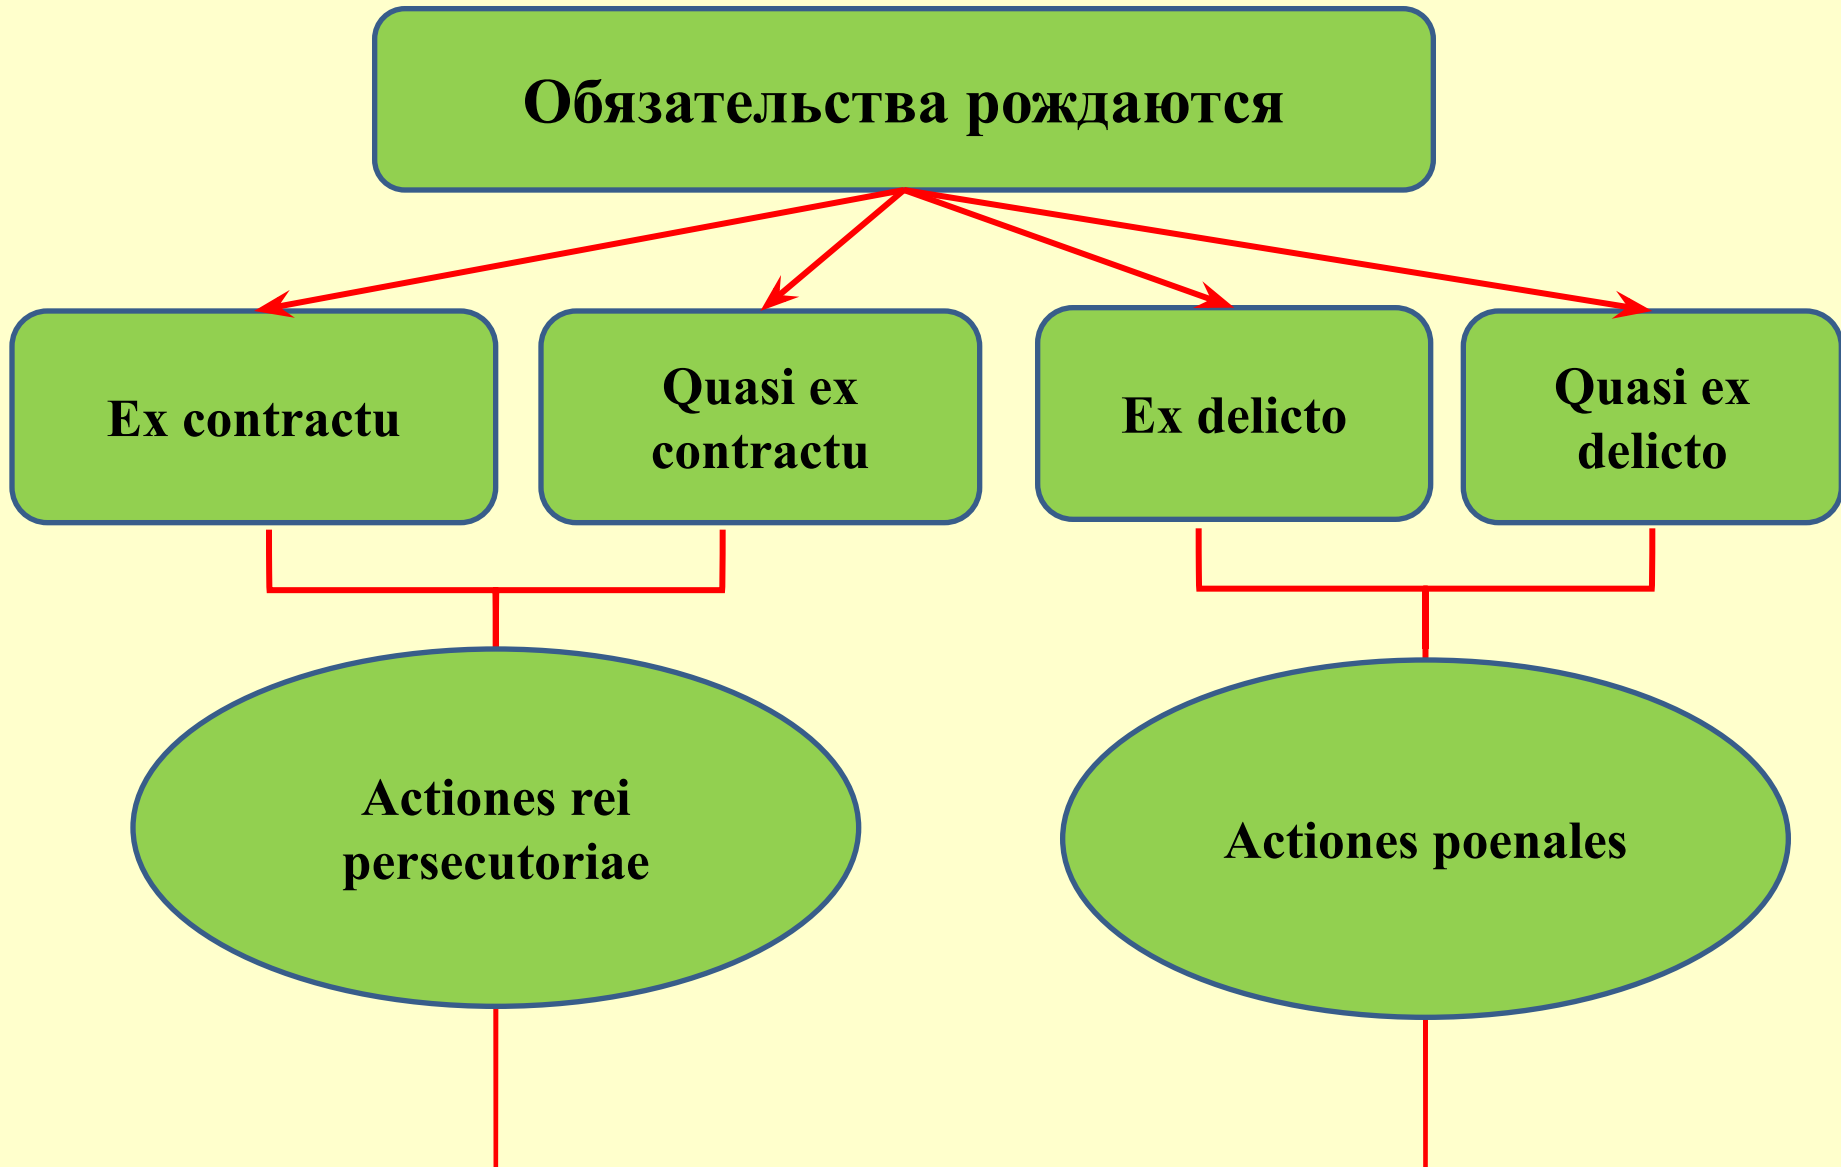 Обязательства рождаются
Ex contractu
Quasi ex
contractu
Ex delicto
Quasi ex
delicto
Actiones rei
persecutoriae
Actiones poenales